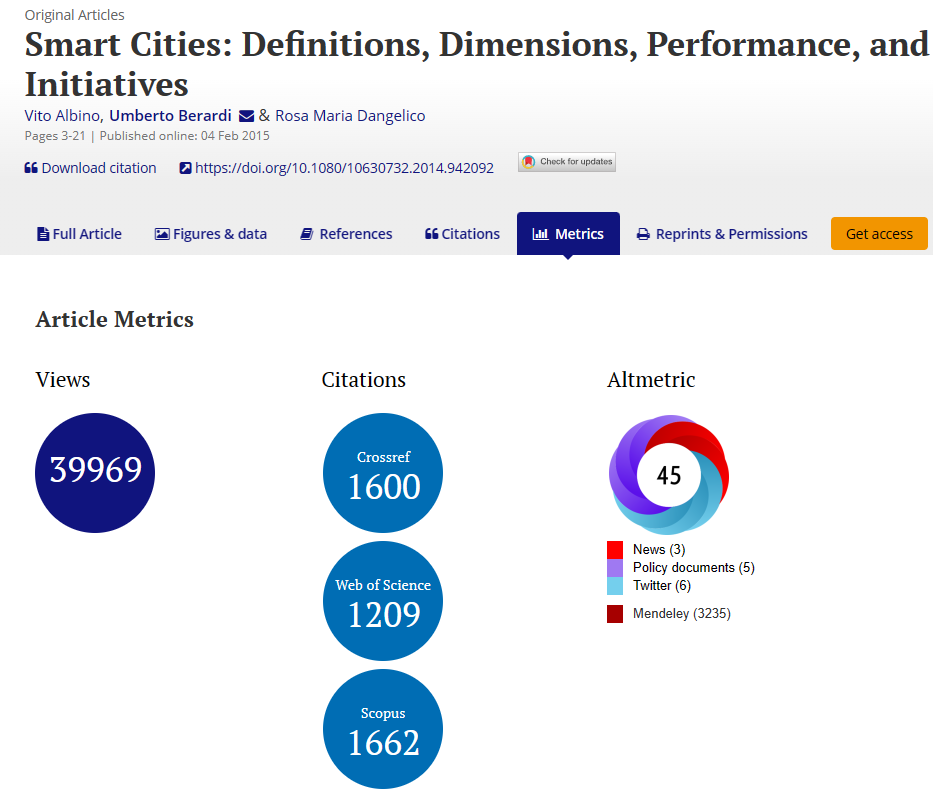 Original Articles
Smart Cities: Definitions, Dimensions, Performance, and
Initiatives
Vito Albino, Umberto Berardi & Rosa Maria Dangelico
Pages 3-21 | Published online: 04 Feb 2015
Download citation https://doi.org/10.1080/10630732.2014.942092 Check for updates
Full Article Figures & data References Citations Metrics Reprints & Permissions Get access
Article Metrics
Views Citations Altmetric
39969
Crossref
1600
45
News (3)
Policy documents (5)
Twitter (6)
Mendeley (3235)
Web of Science
1209
Scopus
1662